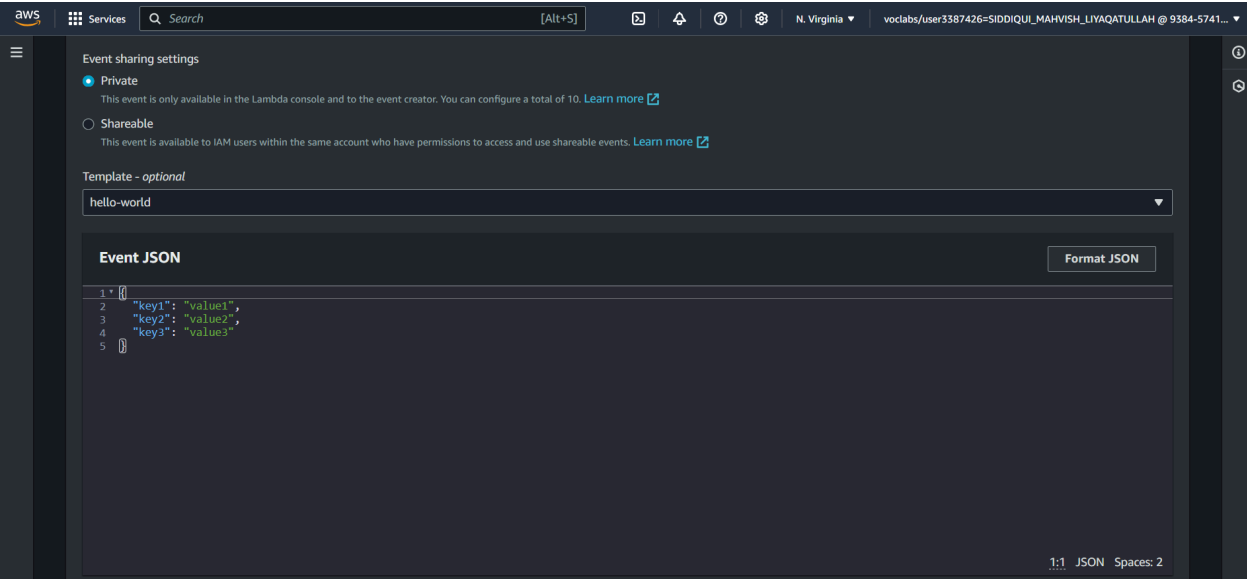 aws Services Search [Alt+S] N. Virginia ▼ voclabs/user3387426=SIDDIQUI_MAHVISH_LIYAQATULLAH @ 9384-5741... ▼
Event sharing settings
Private
This event is only available in the Lambda console and to the event creator. You can configure a total of 10. Learn more
Shareable
This event is available to IAM users within the same account who have permissions to access and use shareable events. Learn more
Template - optional
hello-world
Event JSON Format JSON
1 {
2 "key1": "value1",
3 "key2": "value2",
4 "key3": "value3"
5 }
1:1 JSON Spaces: 2